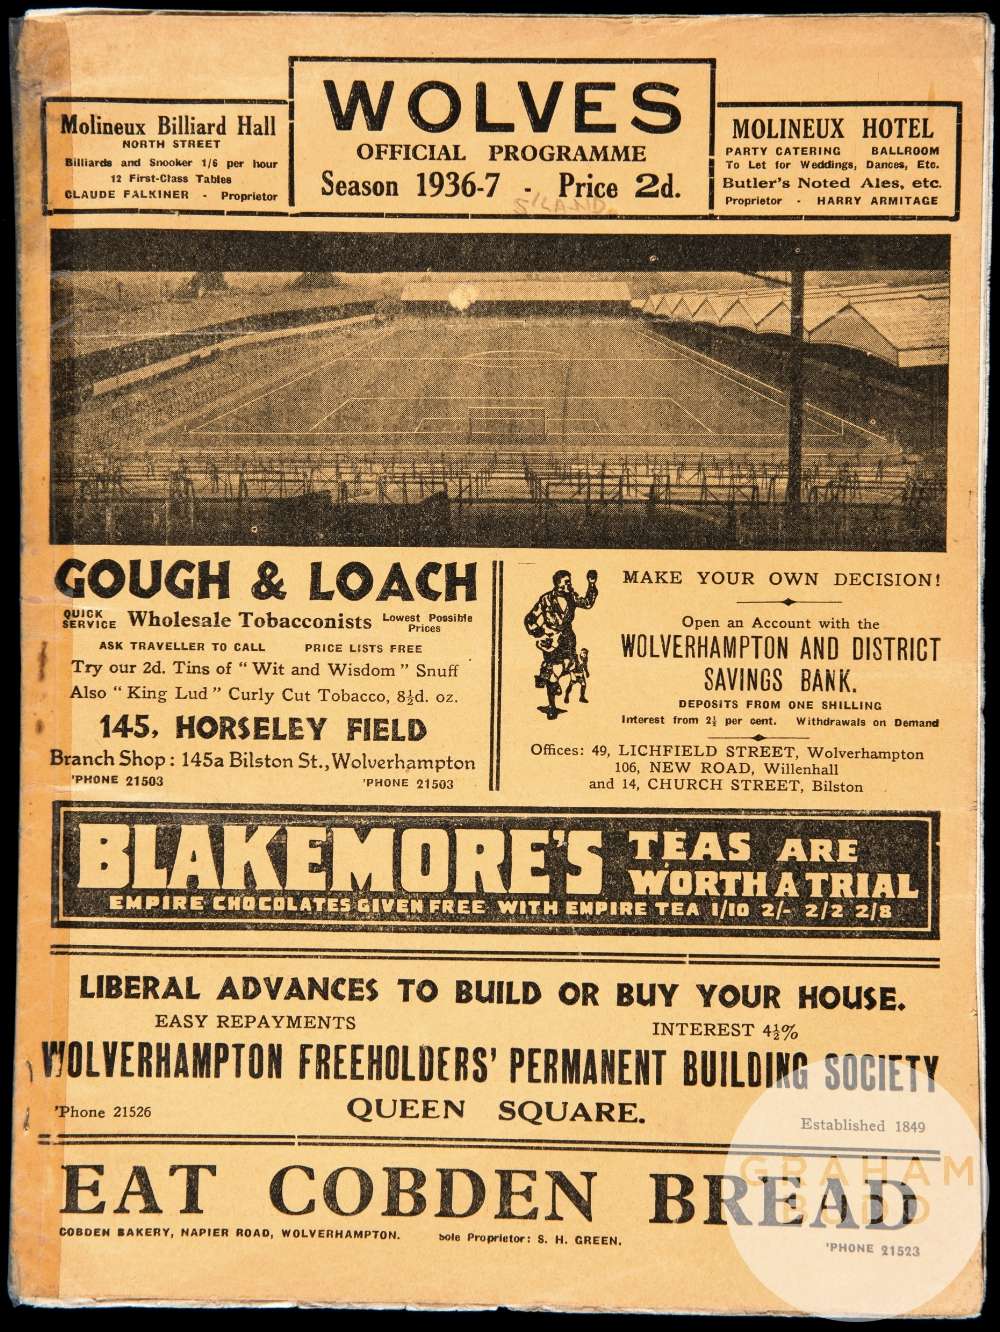 Molineux Billiard Hall
NORTH STREET
Billiards and Snooker 1/6 per hour
12 First-Class Tables
CLAUDE FALKINER - Proprietor
WOLVES
OFFICIAL PROGRAMME
Season 1936-7 - Price 2d.
MOLINEUX HOTEL
PARTY CATERING BALLROOM
To Let for Weddings, Dances, Etc.
Butler's Noted Ales, etc.
Proprietor - HARRY ARMITAGE
GOUGH & LOACH
QUICK SERVICE Wholesale Tobacconists Lowest Possible Prices
ASK TRAVELLER TO CALL PRICE LISTS FREE
Try our 2d. Tins of "Wit and Wisdom" Snuff
Also "King Lud" Curly Cut Tobacco, 8½d. oz.
145, HORSELEY FIELD
Branch Shop: 145a Bilston St., Wolverhampton
'PHONE 21503 'PHONE 21503
MAKE YOUR OWN DECISION!
Open an Account with the
WOLVERHAMPTON AND DISTRICT
SAVINGS BANK.
DEPOSITS FROM ONE SHILLING
Interest from 2½ per cent. Withdrawals on Demand
Offices: 49, LICHFIELD STREET, Wolverhampton
106, NEW ROAD, Willenhall
and 14, CHURCH STREET, Bilston
BLAKEMORE'S TEAS ARE
WORTH A TRIAL
EMPIRE CHOCOLATES GIVEN FREE WITH EMPIRE TEA 1/10 2/- 2/2 2/8
LIBERAL ADVANCES TO BUILD OR BUY YOUR HOUSE.
EASY REPAYMENTS INTEREST 4½%
WOLVERHAMPTON FREEHOLDERS' PERMANENT BUILDING SOCIETY
'Phone 21526 QUEEN SQUARE. Established 1849
EAT COBDEN BREAD
COBDEN BAKERY, NAPIER ROAD, WOLVERHAMPTON. Sole Proprietor: S. H. GREEN.
'PHONE 21523
GRAHAM
BUDD